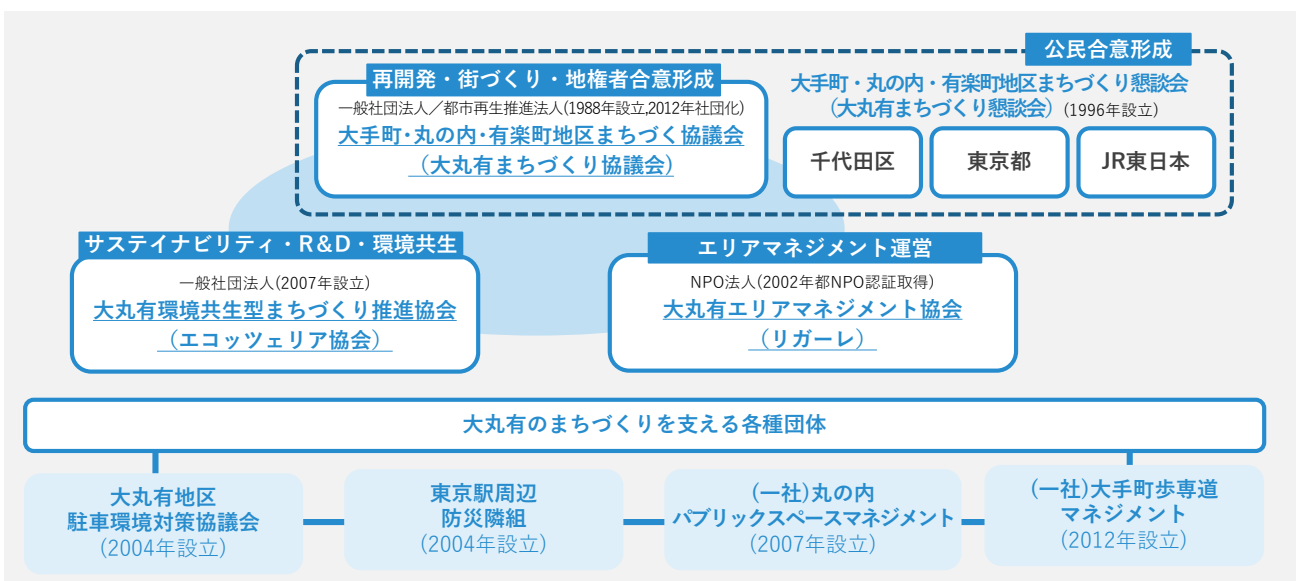 公民合意形成
再開発・街づくり・地権者合意形成
一般社団法人／都市再生推進法人(1988年設立,2012年社団化)
大手町・丸の内・有楽町地区まちづく協議会
（大丸有まちづくり協議会）
大手町・丸の内・有楽町地区まちづくり懇談会
（大丸有まちづくり懇談会）(1996年設立)
千代田区
東京都
JR東日本
サステイナビリティ・R&D・環境共生
一般社団法人(2007年設立)
大丸有環境共生型まちづくり推進協会
（エコッツェリア協会）
エリアマネジメント運営
NPO法人(2002年都NPO認証取得)
大丸有エリアマネジメント協会
（リガーレ）
大丸有のまちづくりを支える各種団体
大丸有地区
駐車環境対策協議会
(2004年設立)
東京駅周辺
防災隣組
(2004年設立)
(一社)丸の内
パブリックスペースマネジメント
(2007年設立)
(一社)大手町歩専道
マネジメント
(2012年設立)